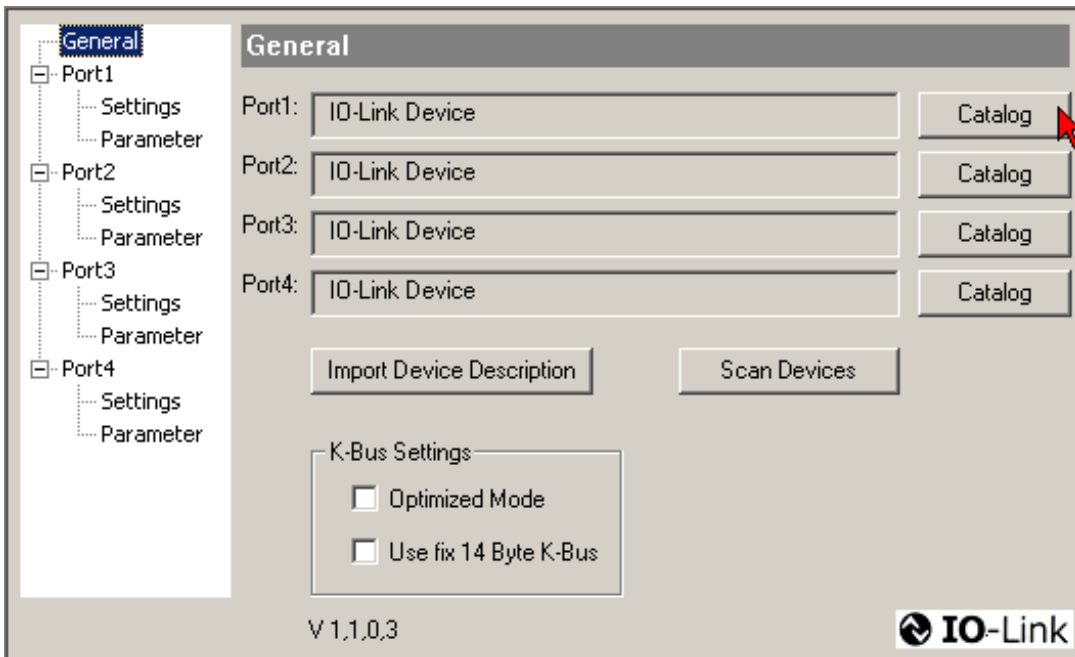 General
Port1
Settings
Parameter
Port2
Settings
Parameter
Port3
Settings
Parameter
Port4
Settings
Parameter
General
Port1: IO-Link Device Catalog
Port2: IO-Link Device Catalog
Port3: IO-Link Device Catalog
Port4: IO-Link Device Catalog
Import Device Description Scan Devices
K-Bus Settings
Optimized Mode
Use fix 14 Byte K-Bus
V 1,1,0,3
IO-Link